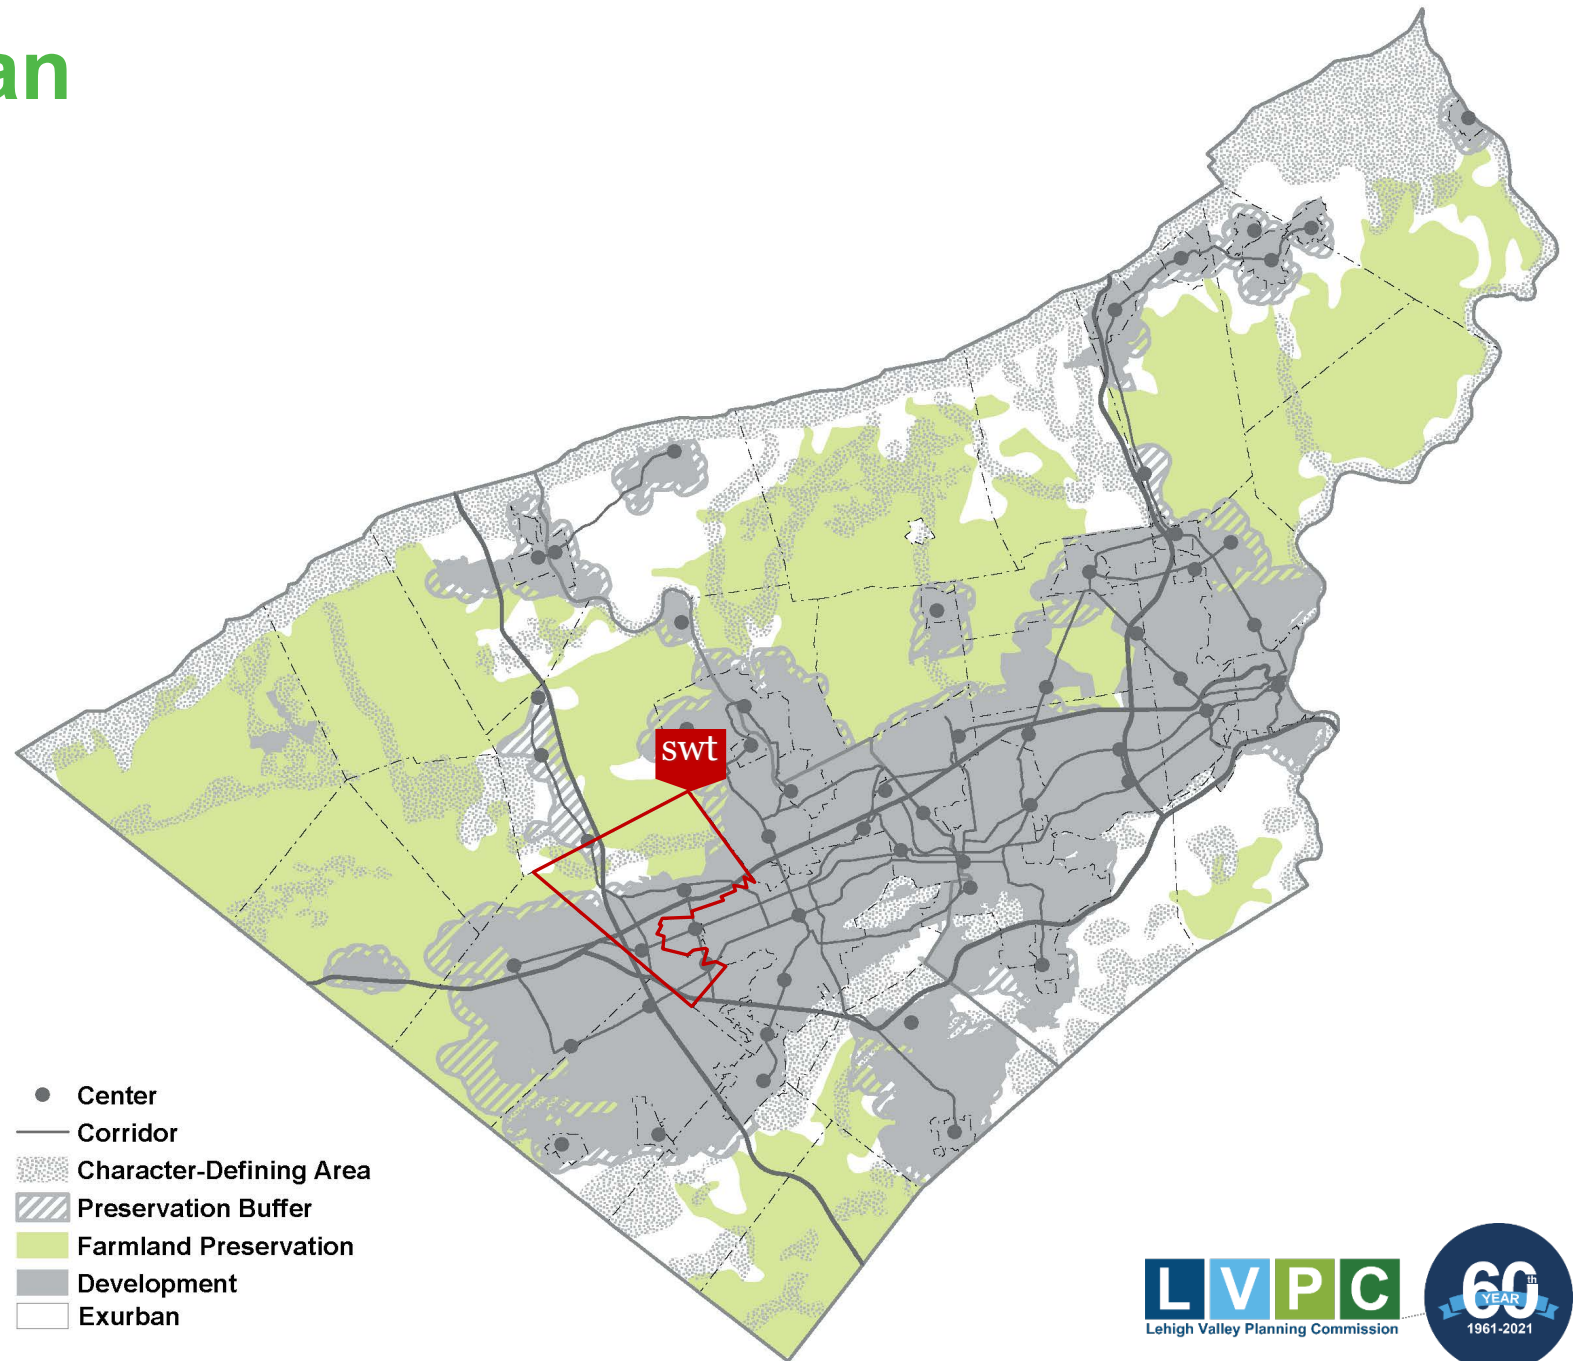 an
swt
Center
Corridor
Character-Defining Area
Preservation Buffer
Farmland Preservation
Development
Exurban
LVPC
Lehigh Valley Planning Commission
60th
YEAR
1961-2021